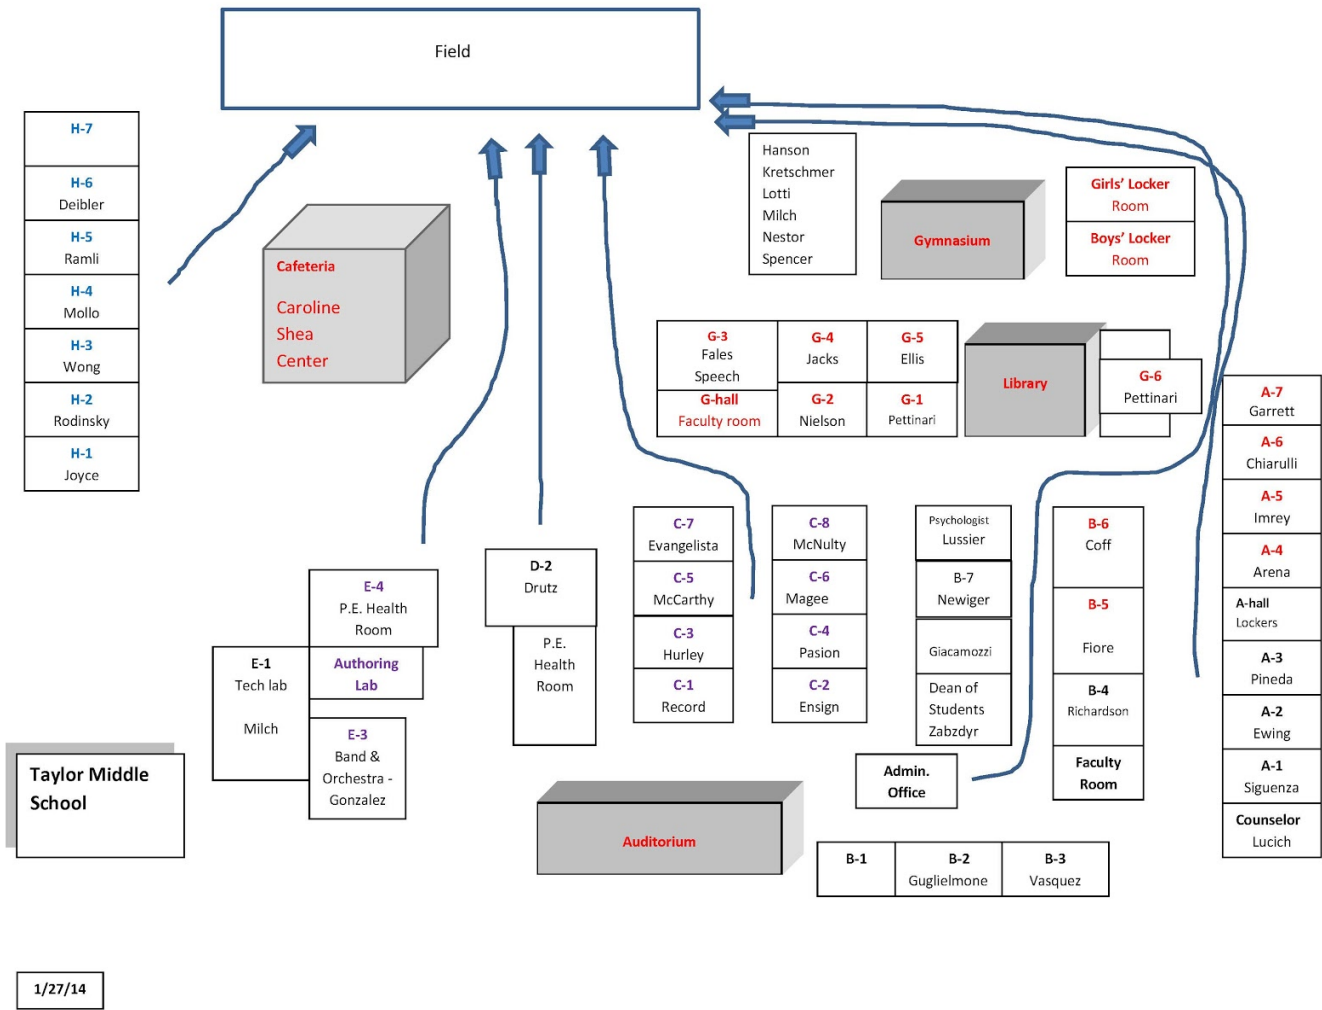 Field
H-7
H-6
Deibler
H-5
Ramli
H-4
Mollo
H-3
Wong
H-2
Rodinsky
H-1
Joyce
Cafeteria
Caroline
Shea
Center
Hanson
Kretschmer
Lotti
Milch
Nestor
Spencer
Gymnasium
Girls’ Locker
Room
Boys’ Locker
Room
G-3
Fales
Speech
G-4
Jacks
G-5
Ellis
G-hall
Faculty room
G-2
Nielson
G-1
Pettinari
Library
G-6
Pettinari
A-7
Garrett
A-6
Chiarulli
A-5
Imrey
A-4
Arena
A-hall
Lockers
A-3
Pineda
A-2
Ewing
A-1
Siguenza
Counselor
Lucich
E-4
P.E. Health
Room
E-1
Tech lab
Milch
Authoring
Lab
E-3
Band &
Orchestra -
Gonzalez
D-2
Drutz
P.E.
Health
Room
C-7
Evangelista
C-5
McCarthy
C-3
Hurley
C-1
Record
C-8
McNulty
C-6
Magee
C-4
Pasion
C-2
Ensign
Psychologist
Lussier
B-7
Newiger
Giacamozzi
Dean of
Students
Zabzdyr
B-6
Coff
B-5
Fiore
B-4
Richardson
Faculty
Room
Admin.
Office
Taylor Middle
School
Auditorium
B-1
B-2
Guglielmone
B-3
Vasquez
1/27/14